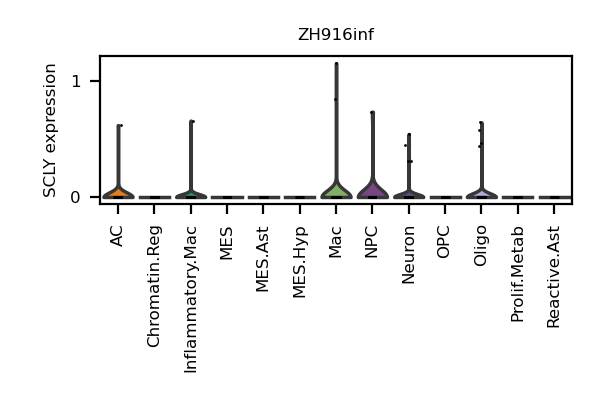 ZH916inf
SCLY expression
1
0
AC
Chromatin.Reg
Inflammatory.Mac
MES
MES.Ast
MES.Hyp
Mac
NPC
Neuron
OPC
Oligo
Prolif.Metab
Reactive.Ast